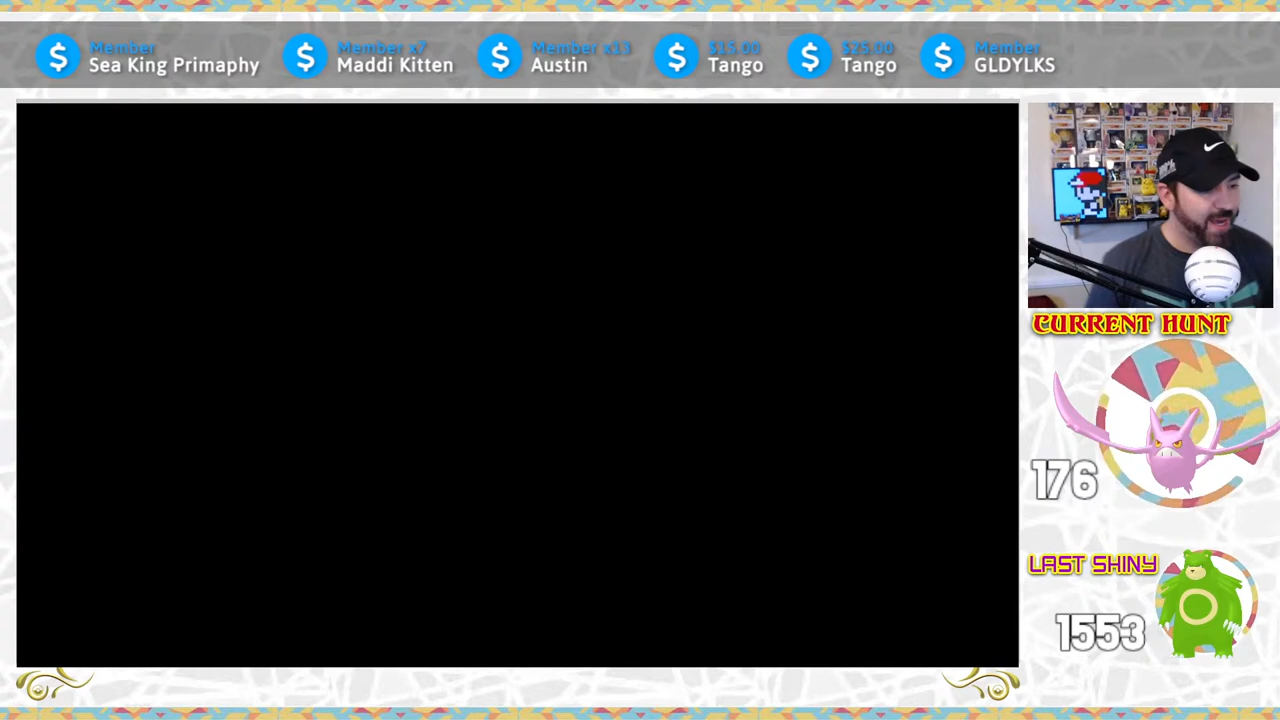 Member
Sea King Primaphy
Member x7
Maddi Kitten
Member x13
Austin
$15.00
Tango
$25.00
Tango
Member
GLDYLKS
CURRENT HUNT
176
LAST SHINY
1553